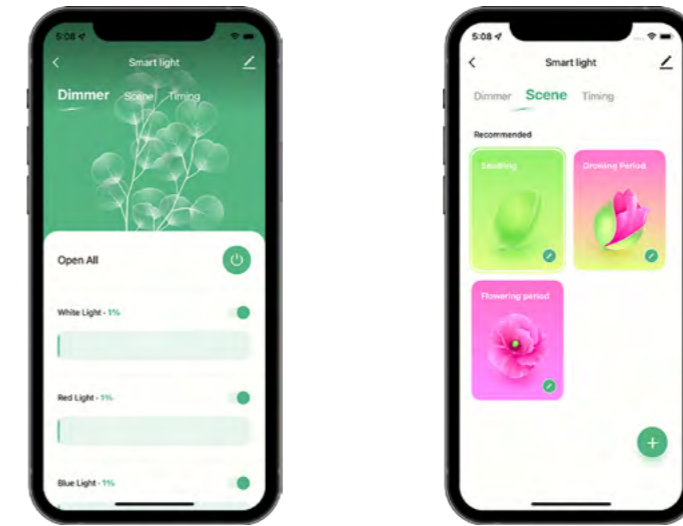 5:08
Smart light
Dimmer Scene Timing
Open All
White Light - 1%
Red Light - 1%
Blue Light - 1%
5:08
Smart light
Dimmer Scene Timing
Recommended
Seedling
Growing Period
Flowering period